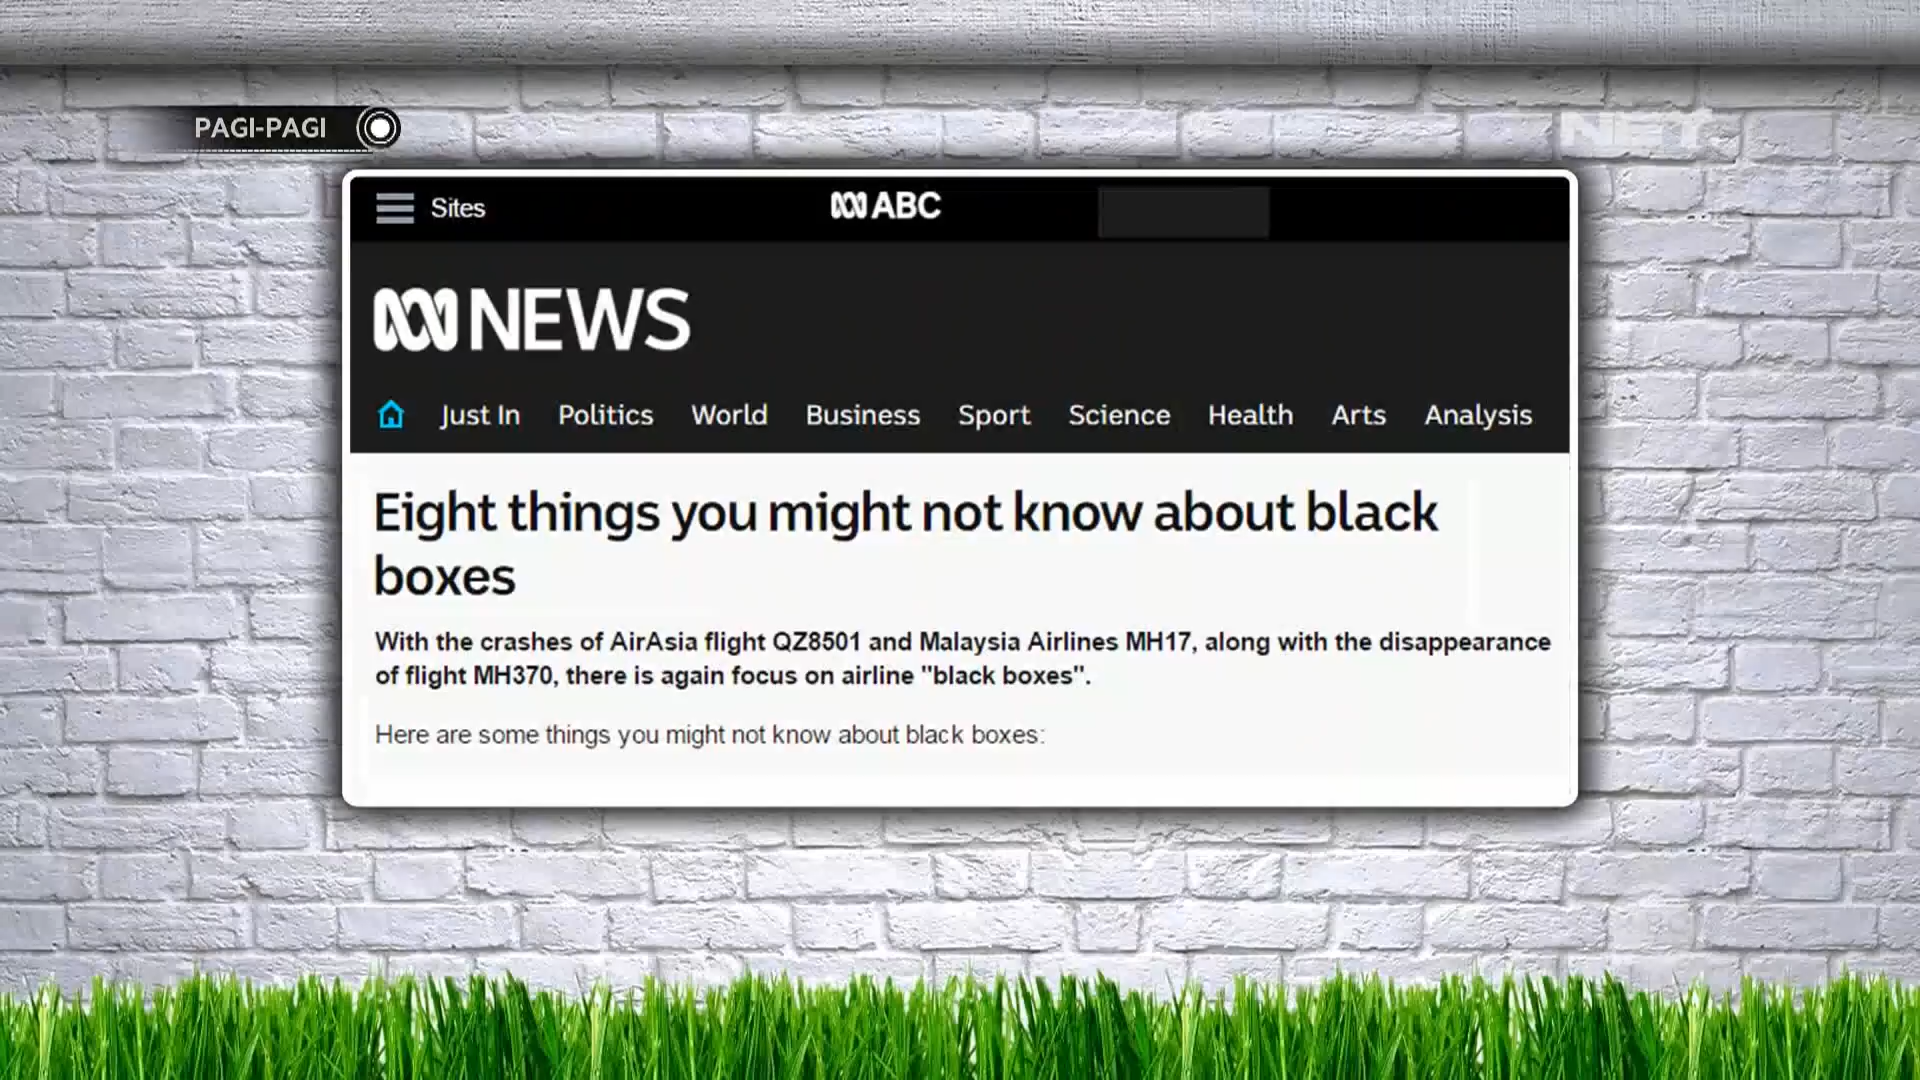 PAGI-PAGI
NET.
Sites
ABC
NEWS
Just In Politics World Business Sport Science Health Arts Analysis
Eight things you might not know about black
boxes
With the crashes of AirAsia flight QZ8501 and Malaysia Airlines MH17, along with the disappearance
of flight MH370, there is again focus on airline "black boxes".
Here are some things you might not know about black boxes: